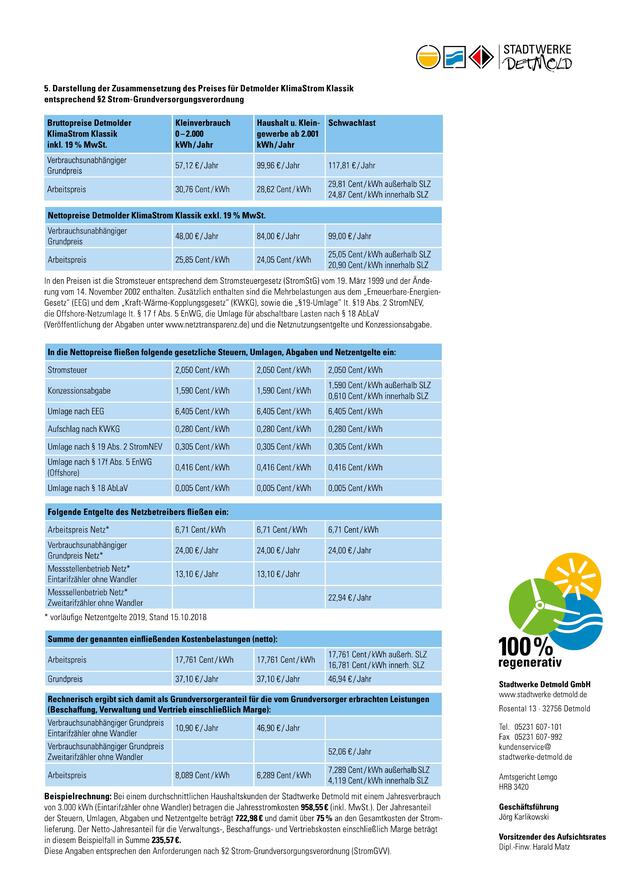 STADTWERKE
DETMOLD
5. Darstellung der Zusammensetzung des Preises für Detmolder KlimaStrom Klassik
entsprechend §2 Strom-Grundversorgungsverordnung
Bruttopreise Detmolder KlimaStrom Klassik inkl. 19 % MwSt. Kleinverbrauch 0–2.000 kWh/Jahr Haushalt u. Klein- gewerbe ab 2.001 kWh/Jahr Schwachlast
Verbrauchsunabhängiger Grundpreis 57,12 €/Jahr 99,96 €/Jahr 117,81 €/Jahr
Arbeitspreis 30,76 Cent/kWh 28,62 Cent/kWh 29,81 Cent/kWh außerhalb SLZ 24,87 Cent/kWh innerhalb SLZ
Nettopreise Detmolder KlimaStrom Klassik exkl. 19 % MwSt.
Verbrauchsunabhängiger Grundpreis 48,00 €/Jahr 84,00 €/Jahr 99,00 €/Jahr
Arbeitspreis 25,85 Cent/kWh 24,05 Cent/kWh 25,05 Cent/kWh außerhalb SLZ 20,90 Cent/kWh innerhalb SLZ
In den Preisen ist die Stromsteuer entsprechend dem Stromsteuergesetz (StromStG) vom 19. März 1999 und der Ände-
rung vom 14. November 2002 enthalten. Zusätzlich enthalten sind die Mehrbelastungen aus dem „Erneuerbare-Energien-
Gesetz" (EEG) und dem „Kraft-Wärme-Kopplungsgesetz" (KWKG), sowie die „§19-Umlage" lt. §19 Abs. 2 StromNEV,
die Offshore-Netzumlage lt. § 17 f Abs. 5 EnWG, die Umlage für abschaltbare Lasten nach § 18 AbLaV
(Veröffentlichung der Abgaben unter www.netztransparenz.de) und die Netznutzungsentgelte und Konzessionsabgabe.
In die Nettopreise fließen folgende gesetzliche Steuern, Umlagen, Abgaben und Netzentgelte ein:
Stromsteuer 2,050 Cent/kWh 2,050 Cent/kWh 2,050 Cent/kWh
Konzessionsabgabe 1,590 Cent/kWh 1,590 Cent/kWh 1,590 Cent/kWh außerhalb SLZ 0,610 Cent/kWh innerhalb SLZ
Umlage nach EEG 6,405 Cent/kWh 6,405 Cent/kWh 6,405 Cent/kWh
Aufschlag nach KWKG 0,280 Cent/kWh 0,280 Cent/kWh 0,280 Cent/kWh
Umlage nach § 19 Abs. 2 StromNEV 0,305 Cent/kWh 0,305 Cent/kWh 0,305 Cent/kWh
Umlage nach § 17f Abs. 5 EnWG (Offshore) 0,416 Cent/kWh 0,416 Cent/kWh 0,416 Cent/kWh
Umlage nach § 18 AbLaV 0,005 Cent/kWh 0,005 Cent/kWh 0,005 Cent/kWh
Folgende Entgelte des Netzbetreibers fließen ein:
Arbeitspreis Netz* 6,71 Cent/kWh 6,71 Cent/kWh 6,71 Cent/kWh
Verbrauchsunabhängiger Grundpreis Netz* 24,00 €/Jahr 24,00 €/Jahr 24,00 €/Jahr
Messstellenbetrieb Netz* Eintarifzähler ohne Wandler 13,10 €/Jahr 13,10 €/Jahr
Messsellenbetrieb Netz* Zweitarifzähler ohne Wandler 22,94 €/Jahr
* vorläufige Netzentgelte 2019, Stand 15.10.2018
Summe der genannten einfließenden Kostenbelastungen (netto):
Arbeitspreis 17,761 Cent/kWh 17,761 Cent/kWh 17,761 Cent/kWh außerh. SLZ 16,781 Cent/kWh innerh. SLZ
Grundpreis 37,10 €/Jahr 37,10 €/Jahr 46,94 €/Jahr
Rechnerisch ergibt sich damit als Grundversorgeranteil für die vom Grundversorger erbrachten Leistungen
(Beschaffung, Verwaltung und Vertrieb einschließlich Marge):
Verbrauchsunabhängiger Grundpreis Eintarifzähler ohne Wandler 10,90 €/Jahr 46,90 €/Jahr
Verbrauchsunabhängiger Grundpreis Zweitarifzähler ohne Wandler 52,06 €/Jahr
Arbeitspreis 8,089 Cent/kWh 6,289 Cent/kWh 7,289 Cent/kWh außerhalb SLZ 4,119 Cent/kWh innerhalb SLZ
Beispielrechnung: Bei einem durchschnittlichen Haushaltskunden der Stadtwerke Detmold mit einem Jahresverbrauch
von 3.000 kWh (Eintarifzähler ohne Wandler) betragen die Jahresstromkosten 958,55 € (inkl. MwSt.). Der Jahresanteil
der Steuern, Umlagen, Abgaben und Netzentgelte beträgt 722,98 € und damit über 75 % an den Gesamtkosten der Strom-
lieferung. Der Netto-Jahresanteil für die Verwaltungs-, Beschaffungs- und Vertriebskosten einschließlich Marge beträgt
in diesem Beispielfall in Summe 235,57 €.
Diese Angaben entsprechen den Anforderungen nach §2 Strom-Grundversorgungsverordnung (StromGVV).
100 %
regenerativ
Stadtwerke Detmold GmbH
www.stadtwerke-detmold.de
Rosental 13 · 32756 Detmold
Tel. 05231 607-101
Fax 05231 607-992
kundenservice@
stadtwerke-detmold.de
Amtsgericht Lemgo
HRB 3420
Geschäftsführung
Jörg Karlikowski
Vorsitzender des Aufsichtsrates
Dipl.-Finw. Harald Matz